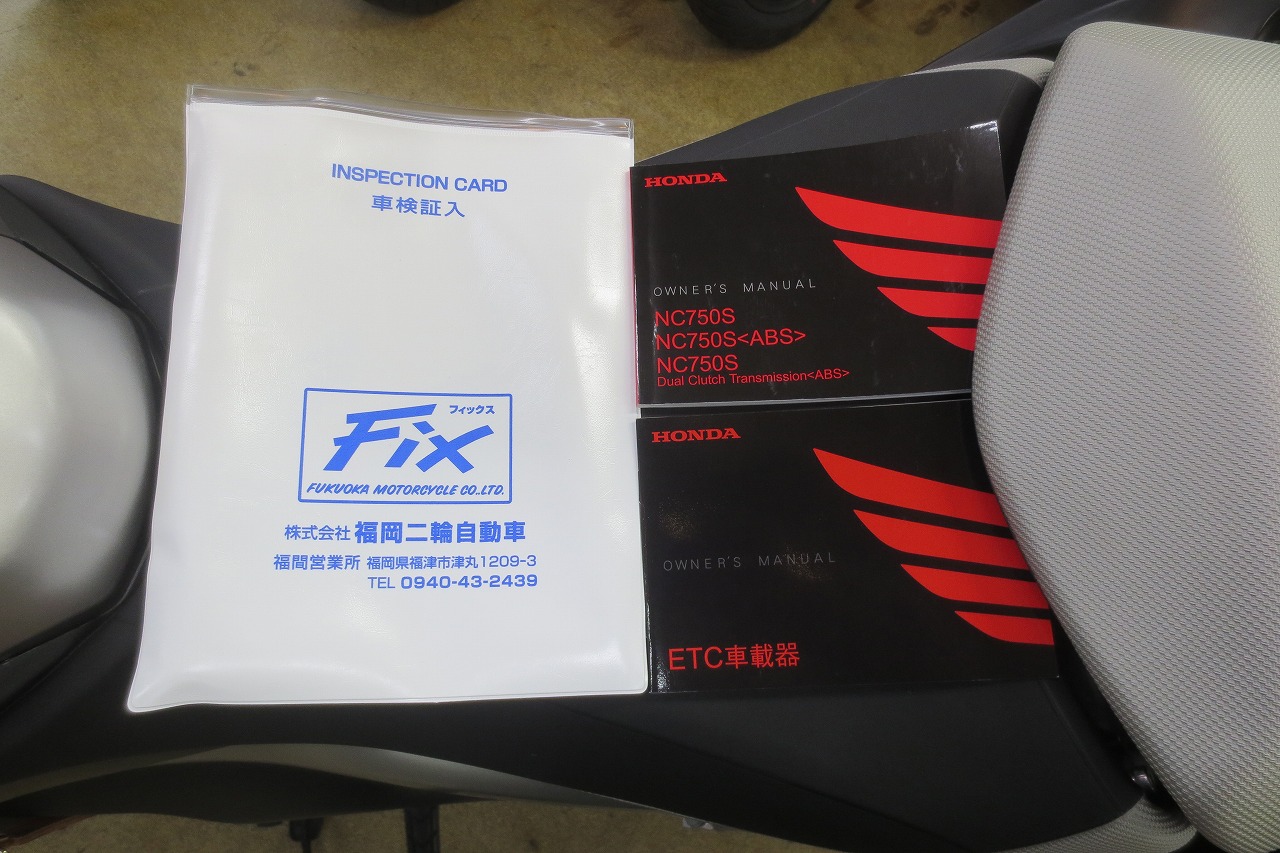 INSPECTION CARD
車検証入
Fix
フィックス
FUKUOKA MOTORCYCLE CO.,LTD.
株式会社 福岡二輪自動車
福間営業所 福岡県福津市津丸1209-3
TEL 0940-43-2439
HONDA
OWNER'S MANUAL
NC750S
NC750S<ABS>
NC750S
Dual Clutch Transmission<ABS>
HONDA
OWNER'S MANUAL
ETC車載器